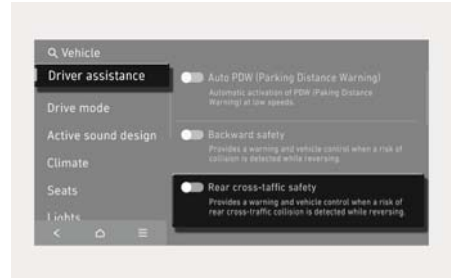 Vehicle
Driver assistance
Drive mode
Active sound design
Climate
Seats
Lights
Auto PDW (Parking Distance Warning)
Automatic activation of PDW (Paking Distance
Warning) at low speeds.
Backward safety
Provides a warning and vehicle control when a risk of
collision is detected while reversing.
Rear cross-taffic safety
Provides a warning and vehicle control when a risk of
rear cross-traffic collision is detected while reversing.